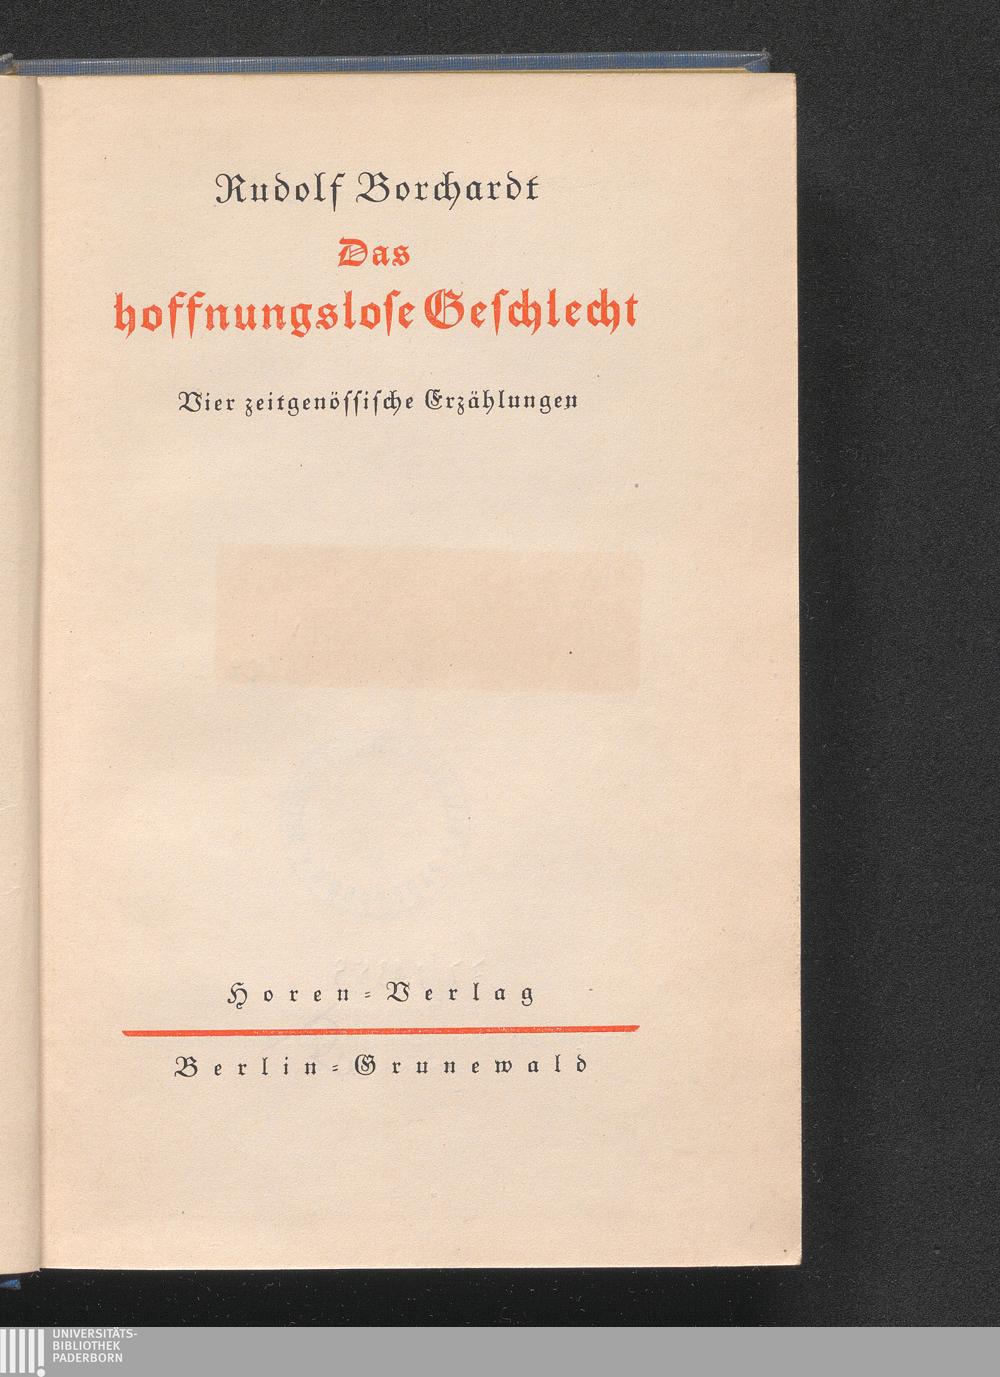 Rudolf Borchardt
Das
hoffnungsloſe Geſchlecht
Vier zeitgenöſſiſche Erzählungen
Horen=Verlag
Berlin=Grunewald
UNIVERSITÄTS-
BIBLIOTHEK
PADERBORN